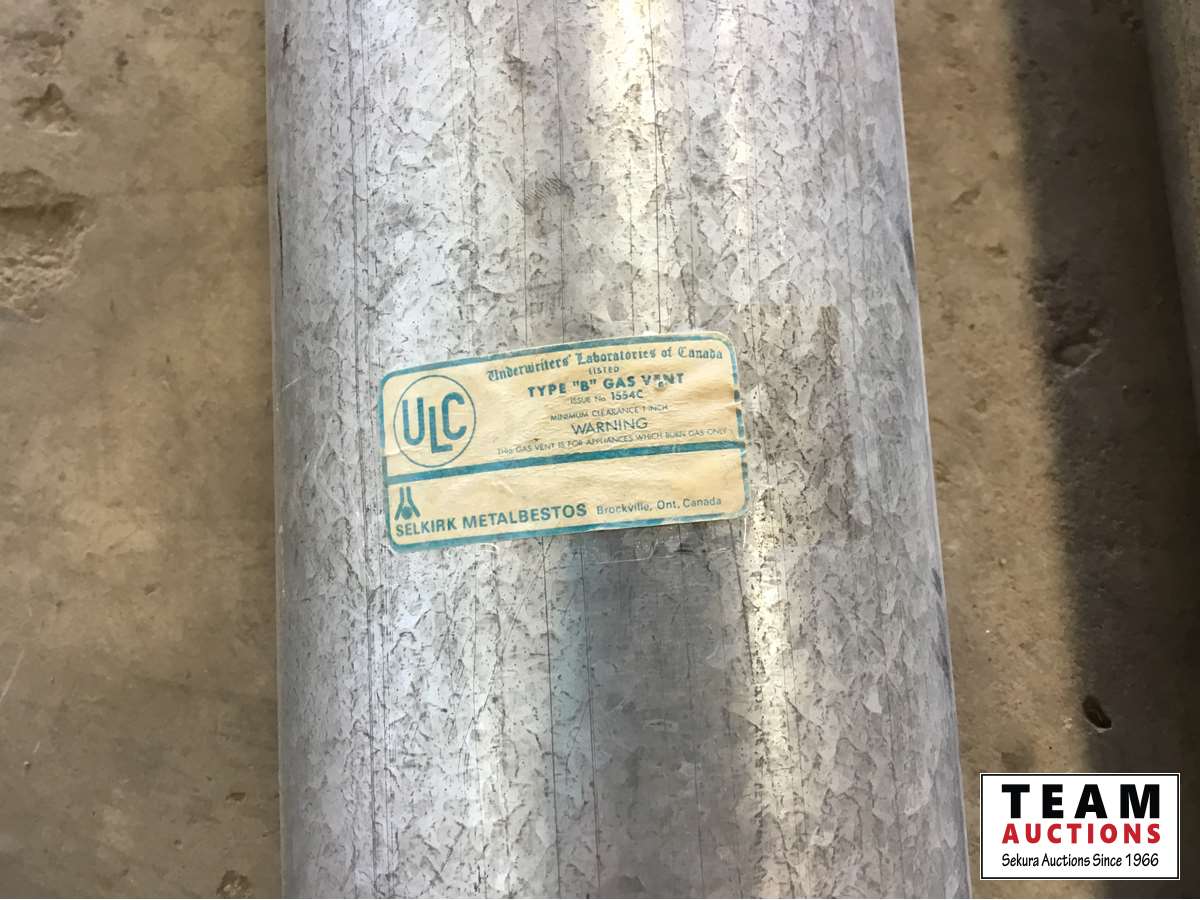 Underwriters' Laboratories of Canada
LISTED
TYPE "B" GAS VENT
ISSUE No 1554C
MINIMUM CLEARANCE 1 INCH
WARNING
THIS GAS VENT IS FOR APPLIANCES WHICH BURN GAS ONLY
ULC
SELKIRK METALBESTOS Brockville, Ont. Canada
TEAM
AUCTIONS
Sekura Auctions Since 1966